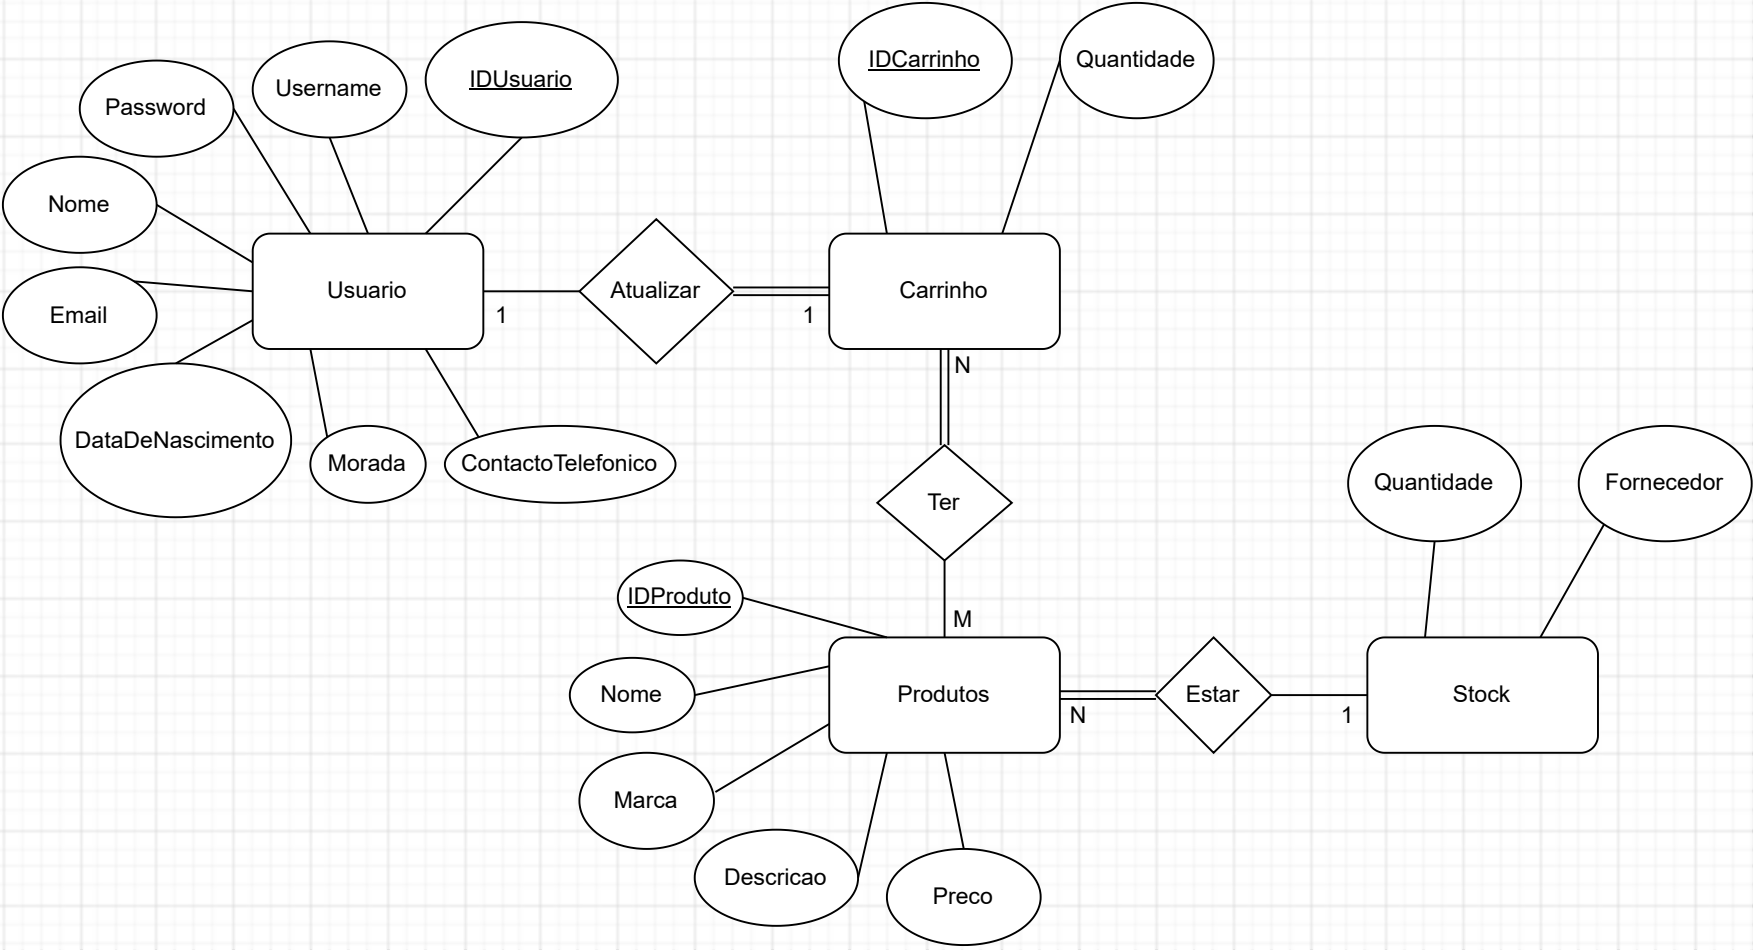 IDCarrinho
Quantidade
IDUsuario
Username
Password
Nome
Usuario
Atualizar
Carrinho
Email
1
1
N
DataDeNascimento
Morada
ContactoTelefonico
Quantidade
Fornecedor
Ter
IDProduto
M
Nome
Produtos
Estar
Stock
N
1
Marca
Descricao
Preco